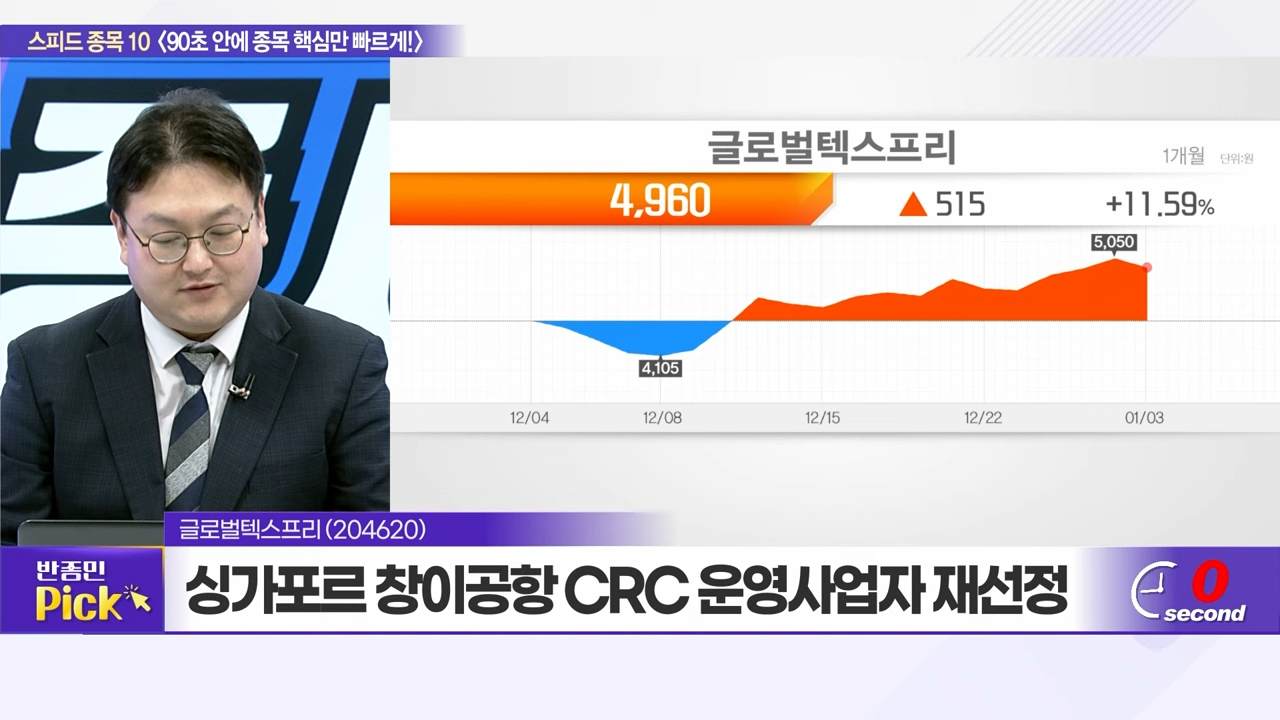 스피드 종목 10 <90초 안에 종목 핵심만 빠르게!>
글로벌텍스프리
1개월 단위:원
4,960 ▲ 515 +11.59%
5,050
4,105
12/04 12/08 12/15 12/22 01/03
글로벌텍스프리 (204620)
반종민
Pick
싱가포르 창이공항 CRC 운영사업자 재선정
0
second